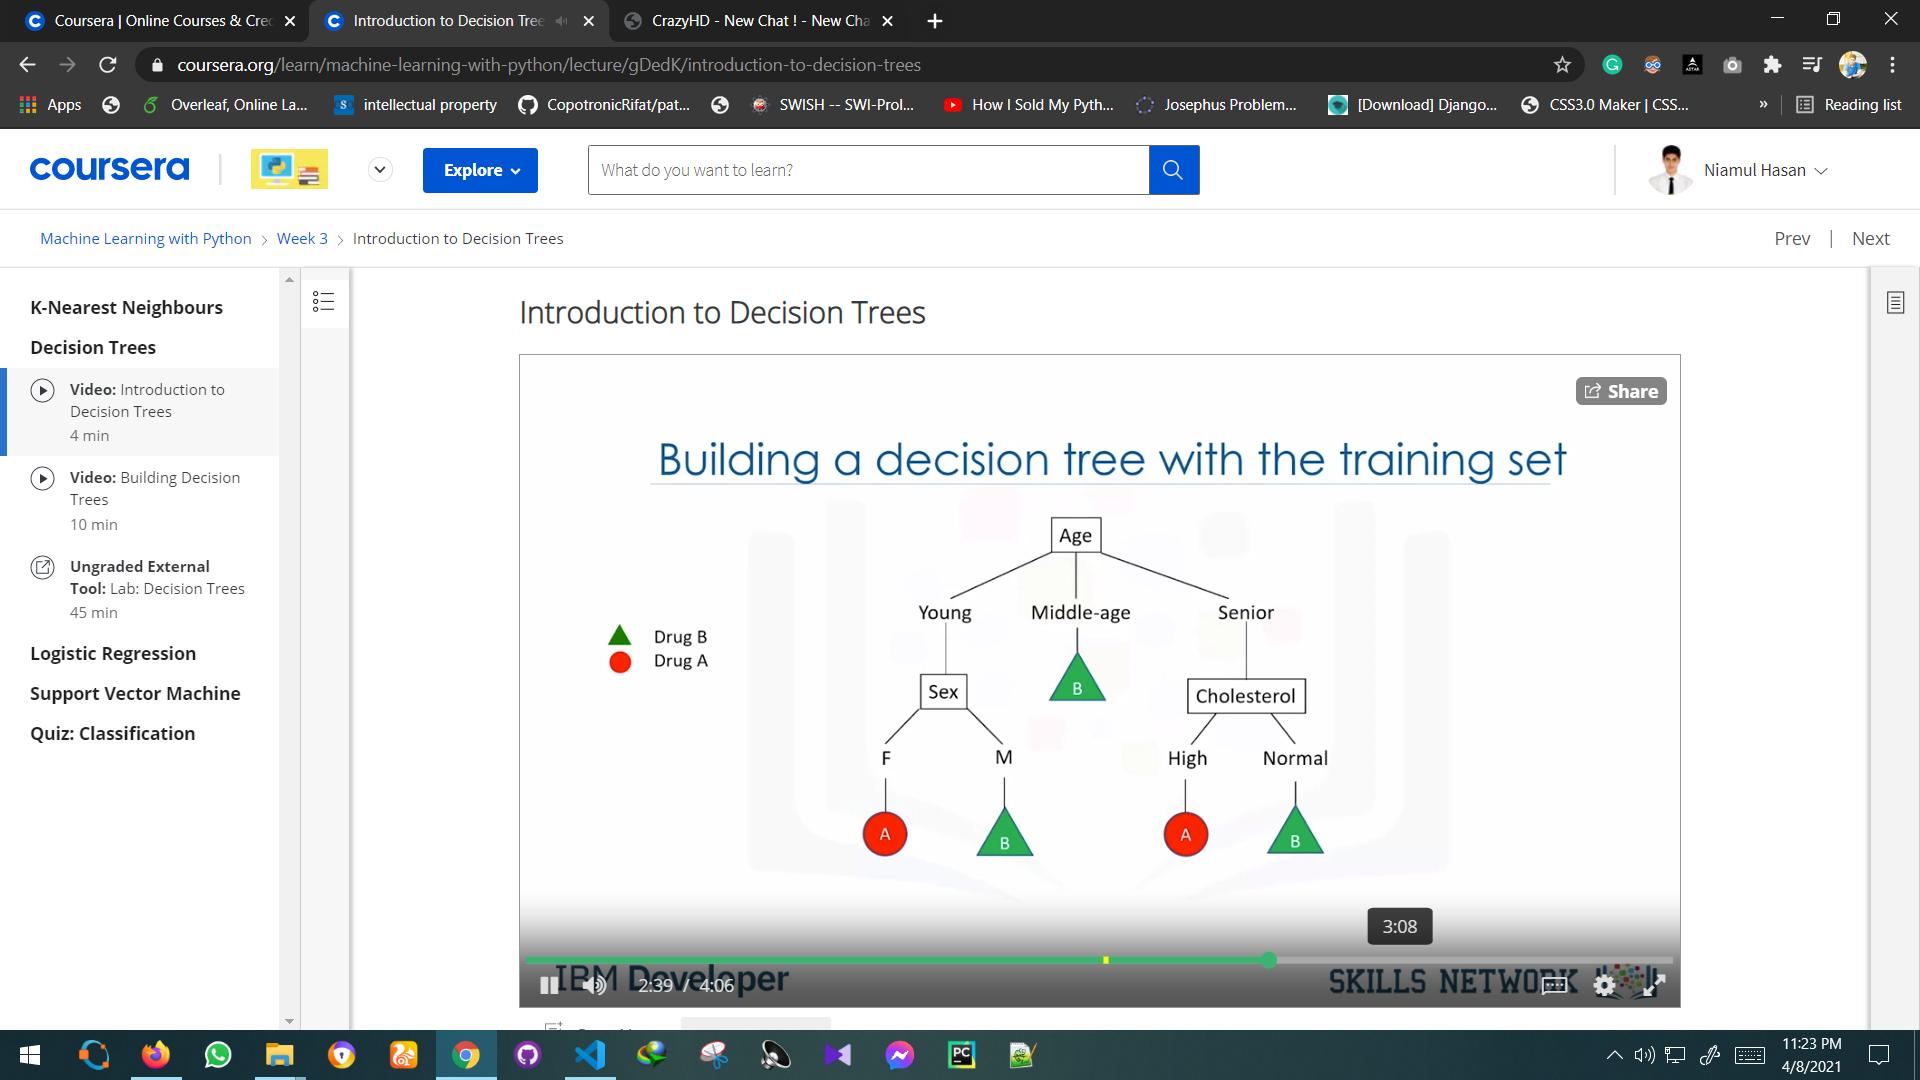 Coursera | Online Courses & Cre
Introduction to Decision Tree
CrazyHD - New Chat ! - New Cha
coursera.org/learn/machine-learning-with-python/lecture/gDedK/introduction-to-decision-trees
Apps
Overleaf, Online La...
intellectual property
CopotronicRifat/pat...
SWISH -- SWI-Prol...
How I Sold My Pyth...
Josephus Problem...
[Download] Django...
CSS3.0 Maker | CSS...
»
Reading list
coursera
Explore
What do you want to learn?
Niamul Hasan
Machine Learning with Python > Week 3 > Introduction to Decision Trees
Prev | Next
K-Nearest Neighbours
Decision Trees
Video: Introduction to
Decision Trees
4 min
Video: Building Decision
Trees
10 min
Ungraded External
Tool: Lab: Decision Trees
45 min
Logistic Regression
Support Vector Machine
Quiz: Classification
Introduction to Decision Trees
Share
Building a decision tree with the training set
Age
Young Middle-age Senior
Drug B
Drug A
Sex B Cholesterol
F M High Normal
A B A B
3:08
IBM Developer
SKILLS NETWORK
2:39 / 4:06
PC
11:23 PM
4/8/2021